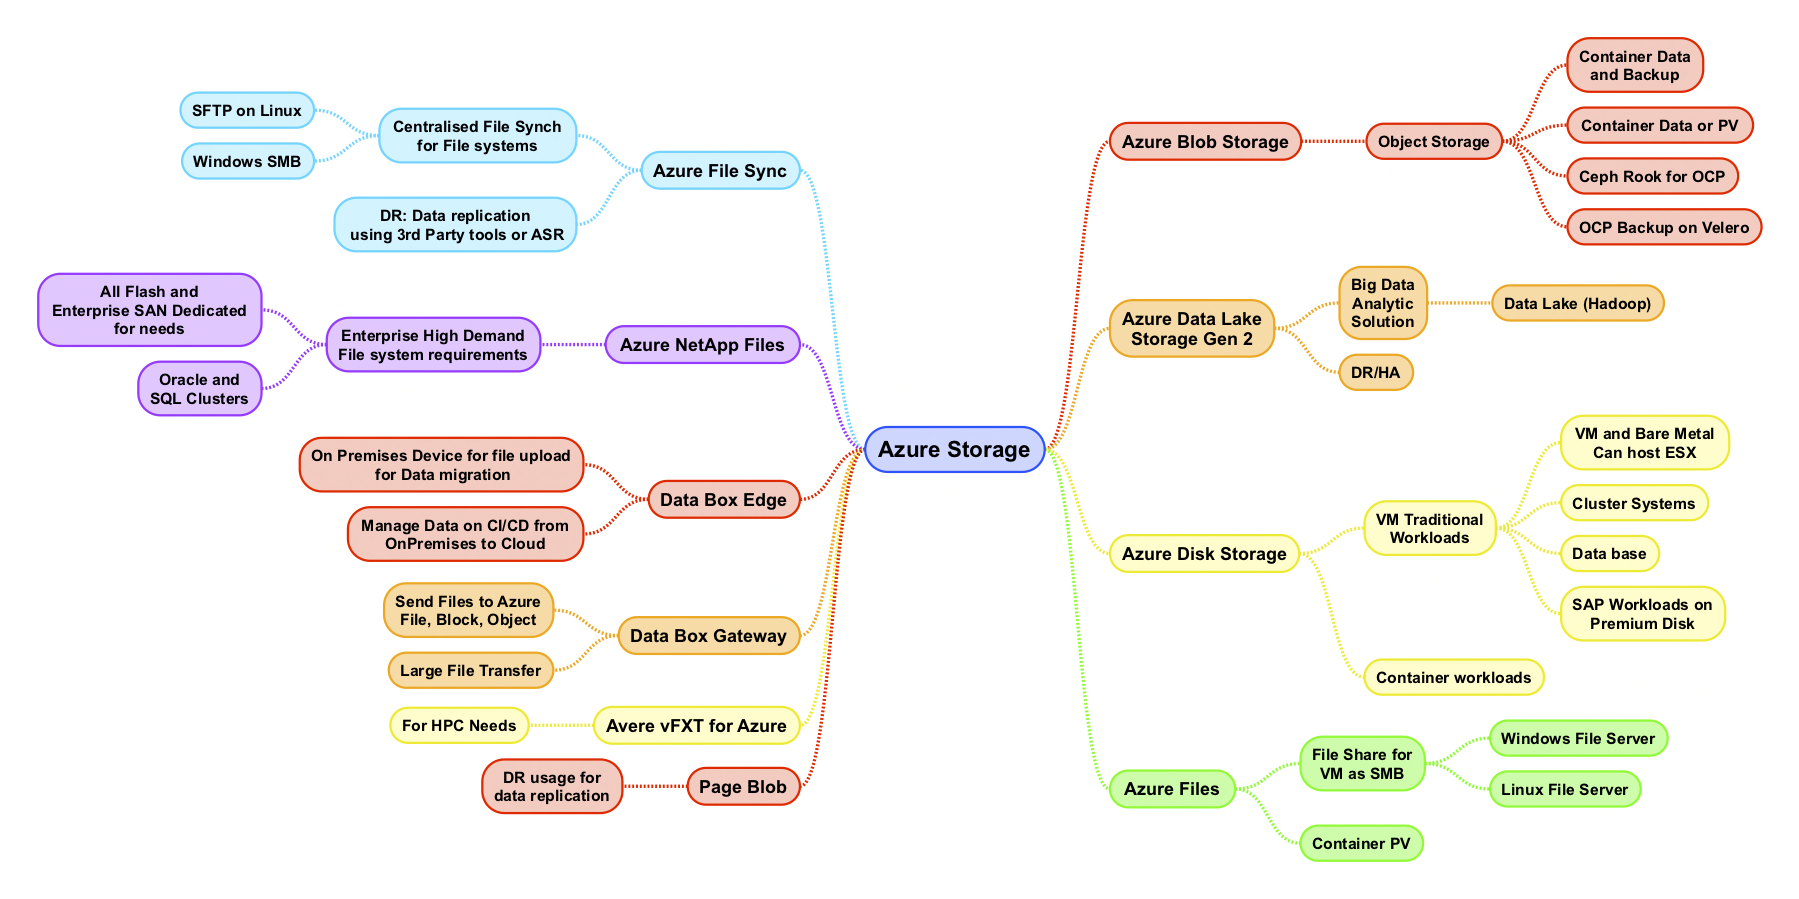 Azure Storage
Azure File Sync
Centralised File Synch
for File systems
SFTP on Linux
Windows SMB
DR: Data replication
using 3rd Party tools or ASR
Azure NetApp Files
Enterprise High Demand
File system requirements
All Flash and
Enterprise SAN Dedicated
for needs
Oracle and
SQL Clusters
Data Box Edge
On Premises Device for file upload
for Data migration
Manage Data on CI/CD from
OnPremises to Cloud
Data Box Gateway
Send Files to Azure
File, Block, Object
Large File Transfer
Avere vFXT for Azure
For HPC Needs
Page Blob
DR usage for
data replication
Azure Blob Storage
Object Storage
Container Data
and Backup
Container Data or PV
Ceph Rook for OCP
OCP Backup on Velero
Azure Data Lake
Storage Gen 2
Big Data
Analytic
Solution
Data Lake (Hadoop)
DR/HA
Azure Disk Storage
VM Traditional
Workloads
VM and Bare Metal
Can host ESX
Cluster Systems
Data base
SAP Workloads on
Premium Disk
Container workloads
Azure Files
File Share for
VM as SMB
Windows File Server
Linux File Server
Container PV